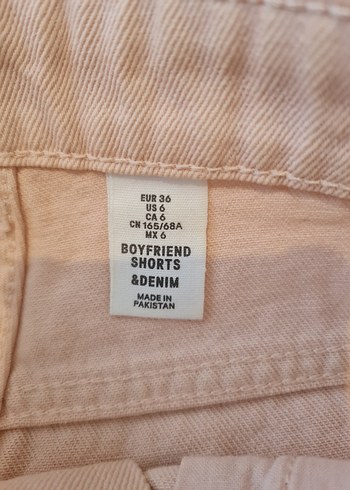 EUR 36
US 6
CA 6
CN 165/68A
MX 6
BOYFRIEND
SHORTS
&DENIM
MADE IN
PAKISTAN